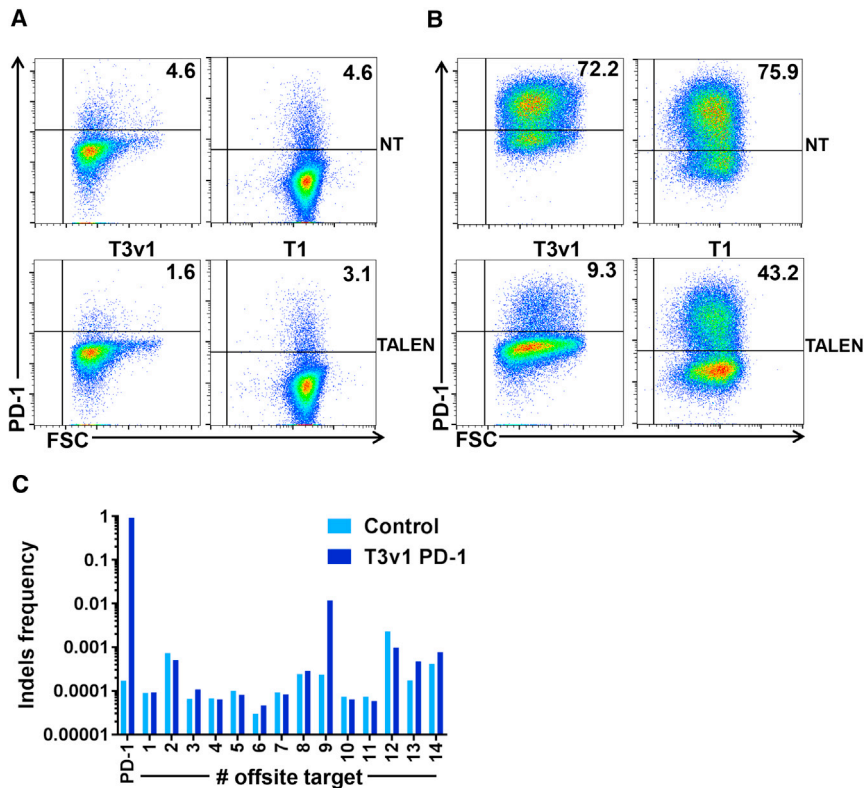 A
B
4.6
4.6
72.2
75.9
NT
NT
T3v1
T1
T3v1
T1
1.6
3.1
9.3
43.2
TALEN
TALEN
PD-1
PD-1
FSC
FSC
C
1
0.1
0.01
0.001
0.0001
0.00001
Indels frequency
Control
T3v1 PD-1
PD-1 1 2 3 4 5 6 7 8 9 10 11 12 13 14
# offsite target